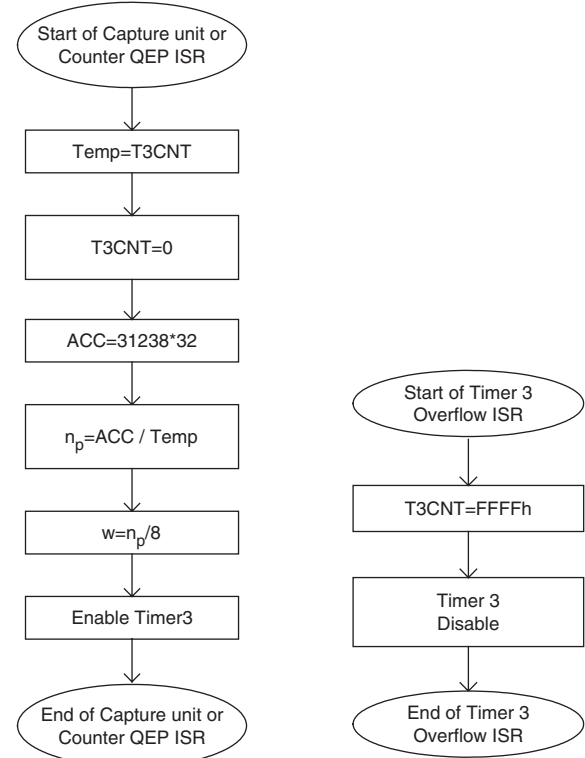 Start of Capture unit or
Counter QEP ISR
Temp=T3CNT
T3CNT=0
ACC=31238*32
np=ACC / Temp
w=np/8
Enable Timer3
End of Capture unit or
Counter QEP ISR
Start of Timer 3
Overflow ISR
T3CNT=FFFFh
Timer 3
Disable
End of Timer 3
Overflow ISR